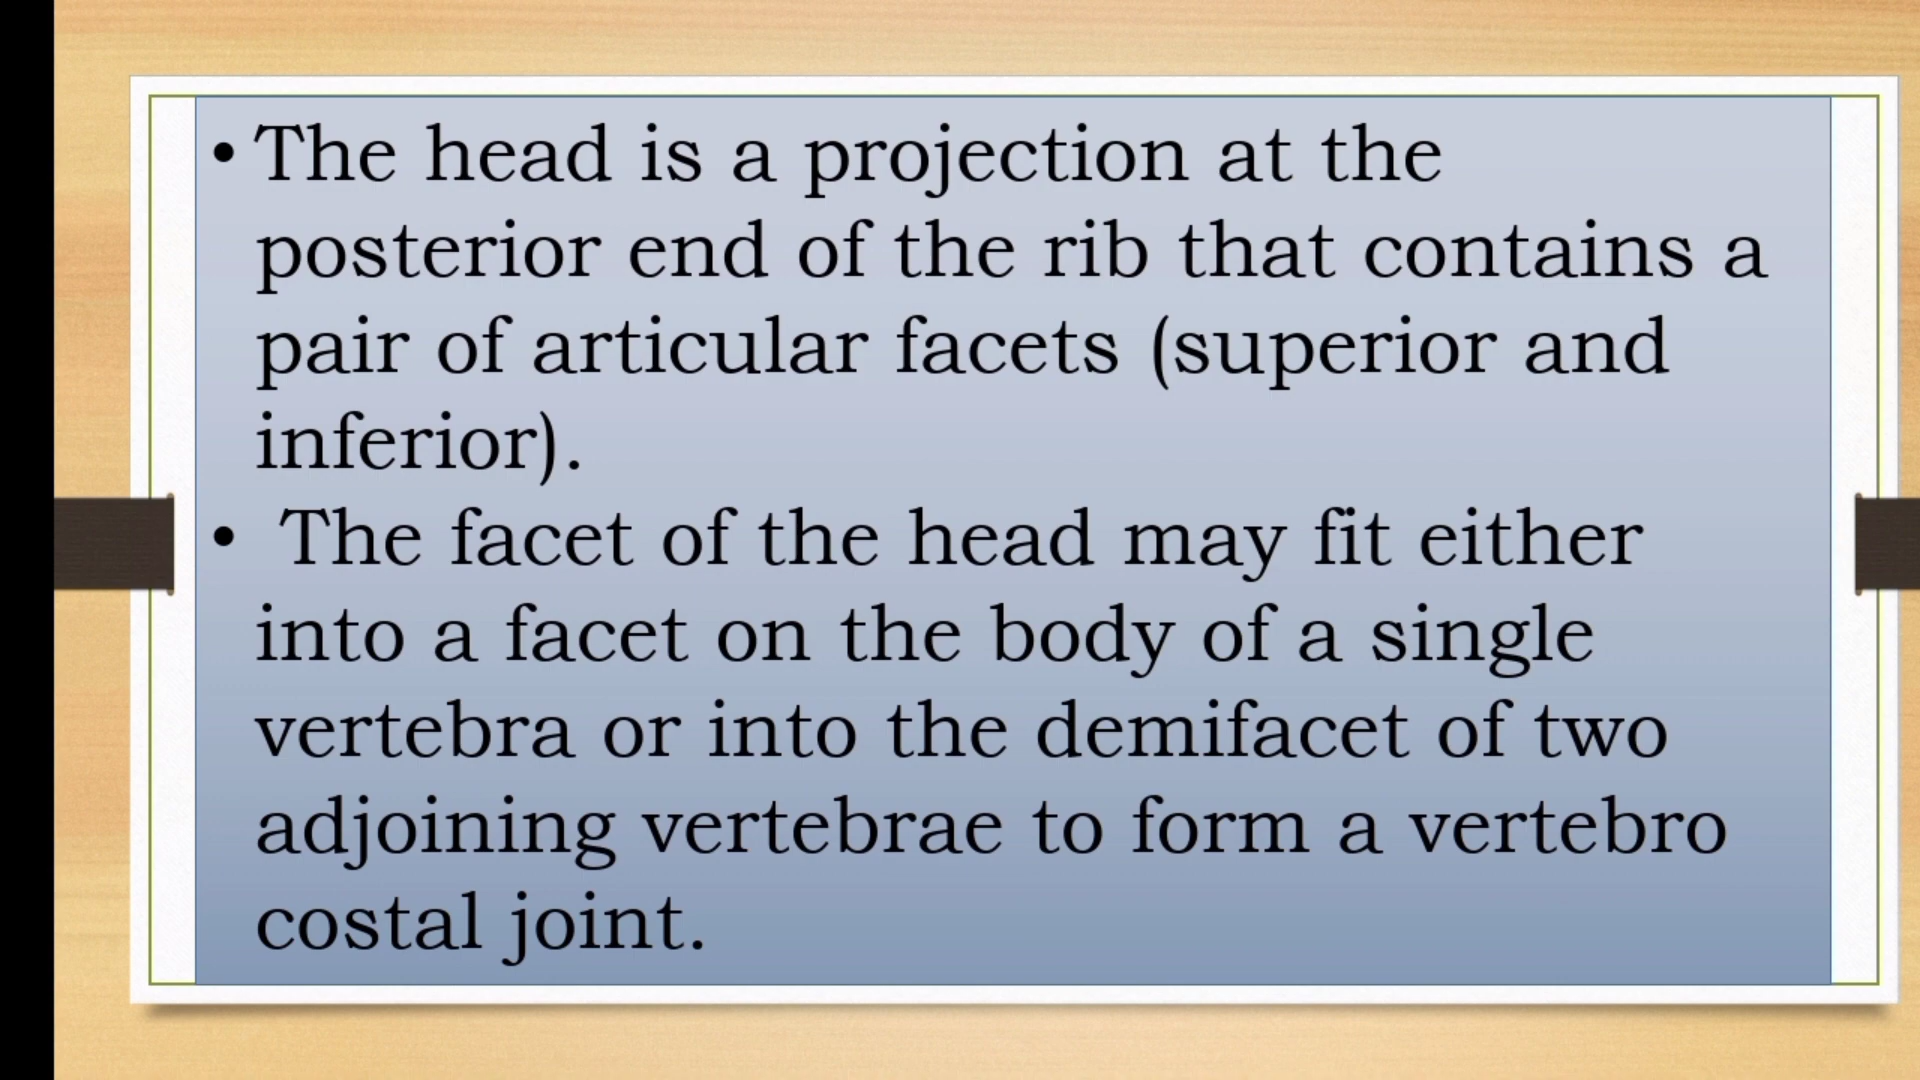 • The head is a projection at the
posterior end of the rib that contains a
pair of articular facets (superior and
inferior).
• The facet of the head may fit either
into a facet on the body of a single
vertebra or into the demifacet of two
adjoining vertebrae to form a vertebro
costal joint.